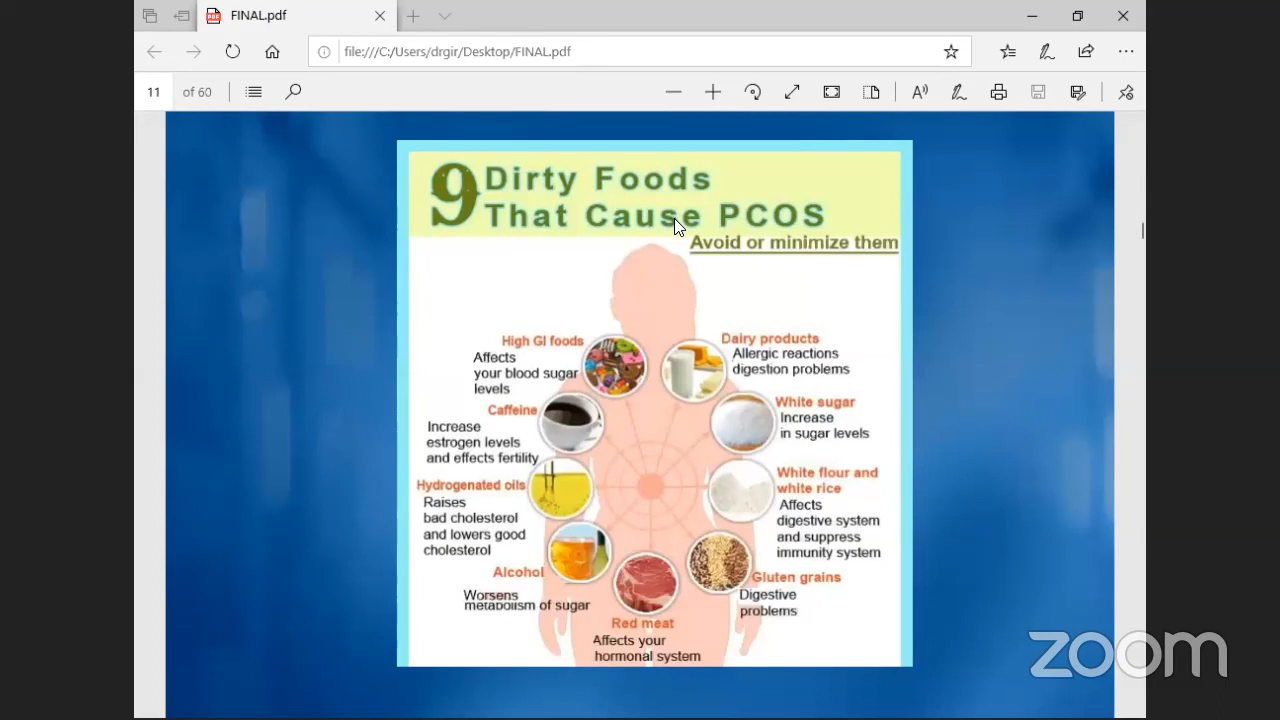 FINAL.pdf
file:///C:/Users/drgir/Desktop/FINAL.pdf
11 of 60
9 Dirty Foods
That Cause PCOS
Avoid or minimize them
High GI foods
Affects
your blood sugar
levels
Caffeine
Increase
estrogen levels
and effects fertility
Hydrogenated oils
Raises
bad cholesterol
and lowers good
cholesterol
Alcohol
Worsens
metabolism of sugar
Red meat
Affects your
hormonal system
Dairy products
Allergic reactions
digestion problems
White sugar
Increase
in sugar levels
White flour and
white rice
Affects
digestive system
and suppress
immunity system
Gluten grains
Digestive
problems
zoom